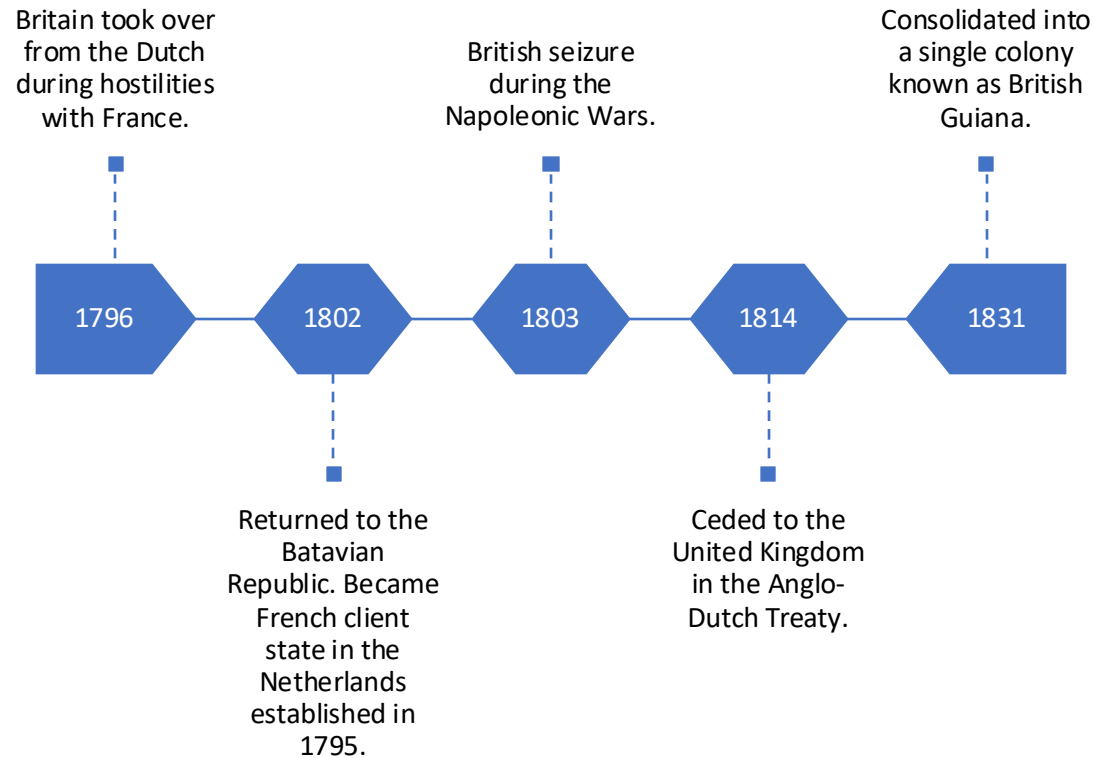 Britain took over
from the Dutch
during hostilities
with France.
British seizure
during the
Napoleonic Wars.
Consolidated into
a single colony
known as British
Guiana.
1796
1802
1803
1814
1831
Returned to the
Batavian
Republic. Became
French client
state in the
Netherlands
established in
1795.
Ceded to the
United Kingdom
in the Anglo-
Dutch Treaty.